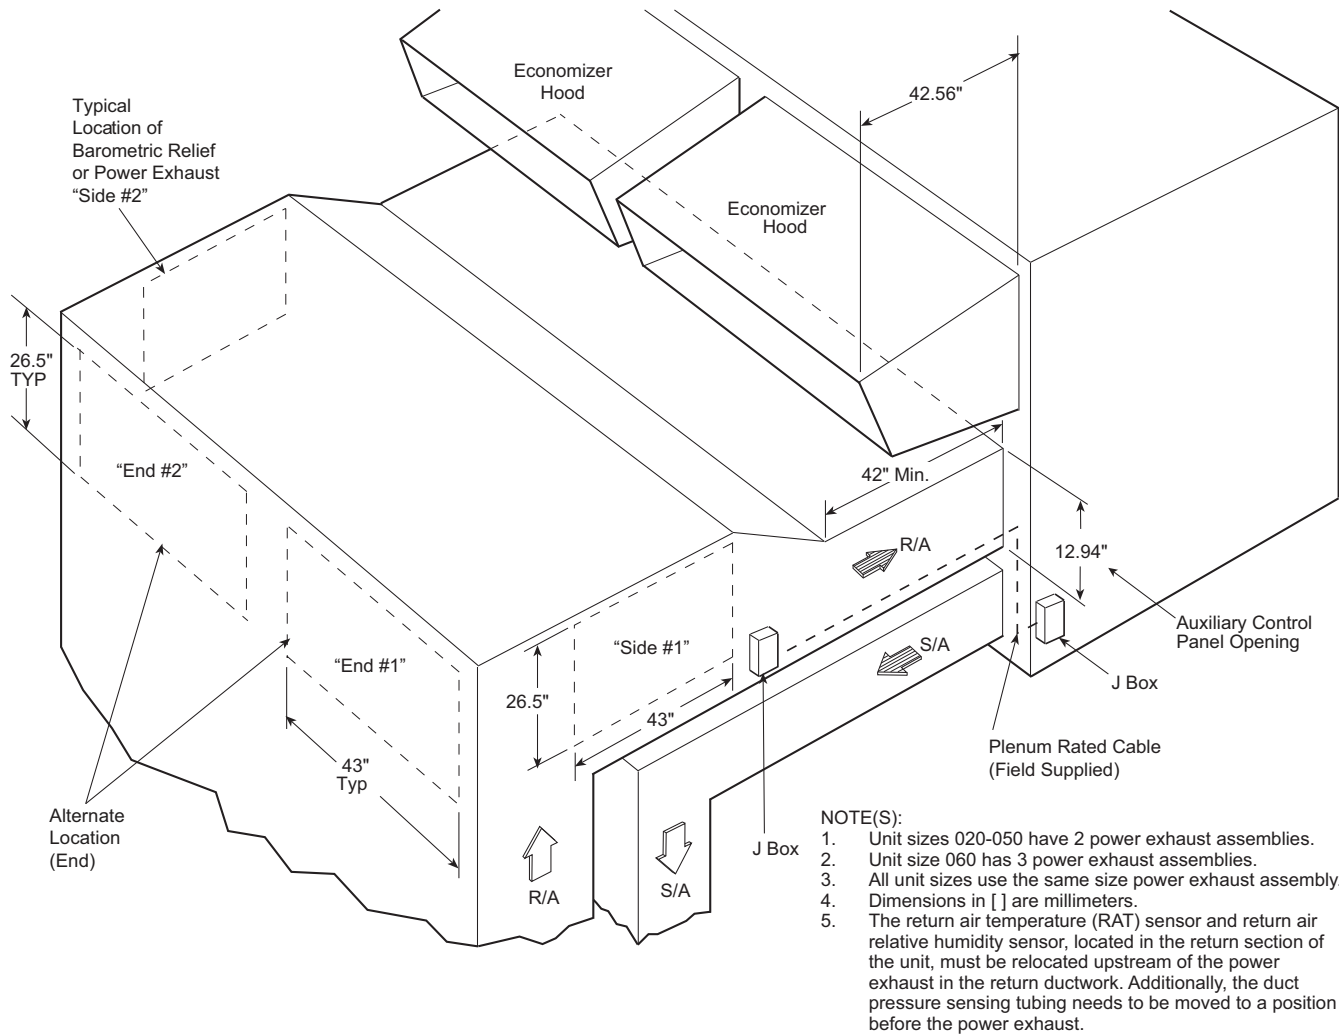 Economizer
Hood
42.56"
Typical
Location of
Barometric Relief
or Power Exhaust
“Side #2”
Economizer
Hood
26.5"
TYP
“End #2”
42" Min.
R/A
12.94"
Auxiliary Control
Panel Opening
“Side #1”
S/A
“End #1”
26.5"
43"
J Box
Plenum Rated Cable
(Field Supplied)
43"
Typ
Alternate
Location
(End)
J Box
R/A
S/A
NOTE(S):
1. Unit sizes 020-050 have 2 power exhaust assemblies.
2. Unit size 060 has 3 power exhaust assemblies.
3. All unit sizes use the same size power exhaust assembly.
4. Dimensions in [ ] are millimeters.
5. The return air temperature (RAT) sensor and return air
relative humidity sensor, located in the return section of
the unit, must be relocated upstream of the power
exhaust in the return ductwork. Additionally, the duct
pressure sensing tubing needs to be moved to a position
before the power exhaust.